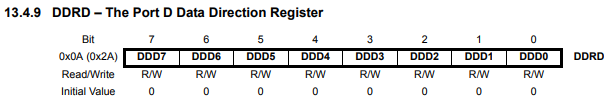 13.4.9 DDRD – The Port D Data Direction Register
Bit 7 6 5 4 3 2 1 0
0x0A (0x2A) DDD7 DDD6 DDD5 DDD4 DDD3 DDD2 DDD1 DDD0 DDRD
Read/Write R/W R/W R/W R/W R/W R/W R/W R/W
Initial Value 0 0 0 0 0 0 0 0